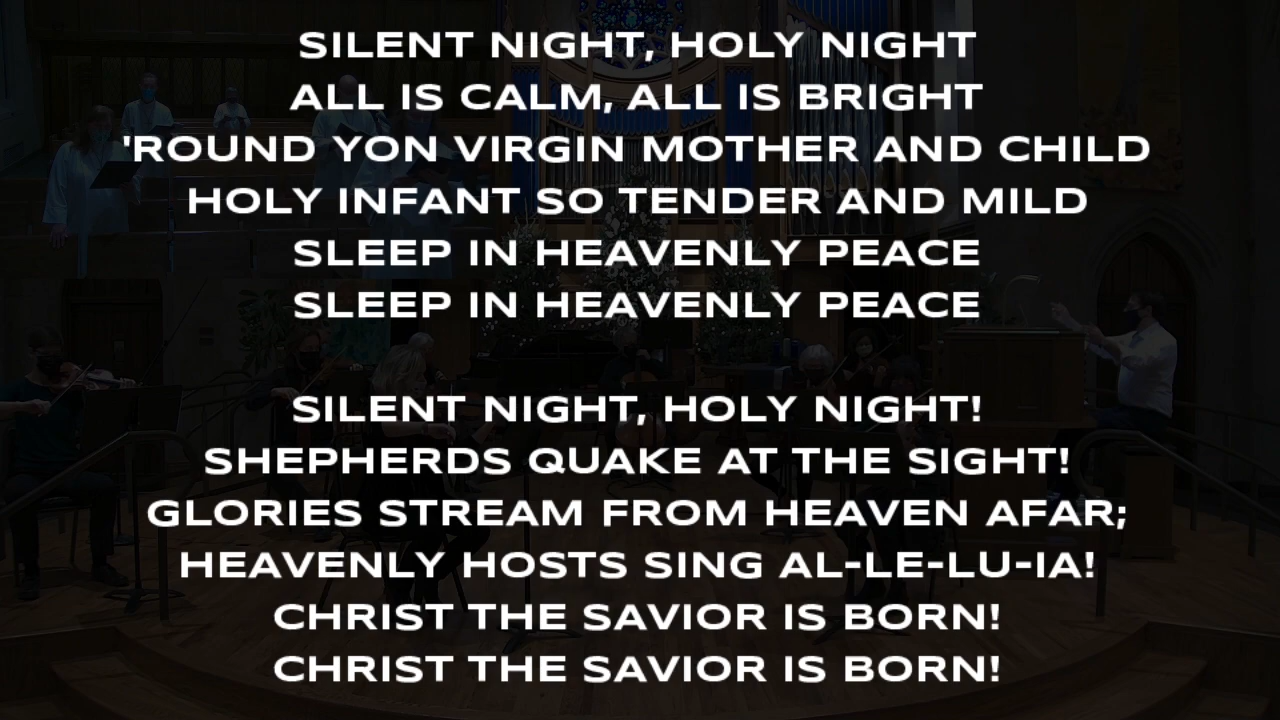 SILENT NIGHT, HOLY NIGHT
ALL IS CALM, ALL IS BRIGHT
'ROUND YON VIRGIN MOTHER AND CHILD
HOLY INFANT SO TENDER AND MILD
SLEEP IN HEAVENLY PEACE
SLEEP IN HEAVENLY PEACE
SILENT NIGHT, HOLY NIGHT!
SHEPHERDS QUAKE AT THE SIGHT!
GLORIES STREAM FROM HEAVEN AFAR;
HEAVENLY HOSTS SING AL-LE-LU-IA!
CHRIST THE SAVIOR IS BORN!
CHRIST THE SAVIOR IS BORN!